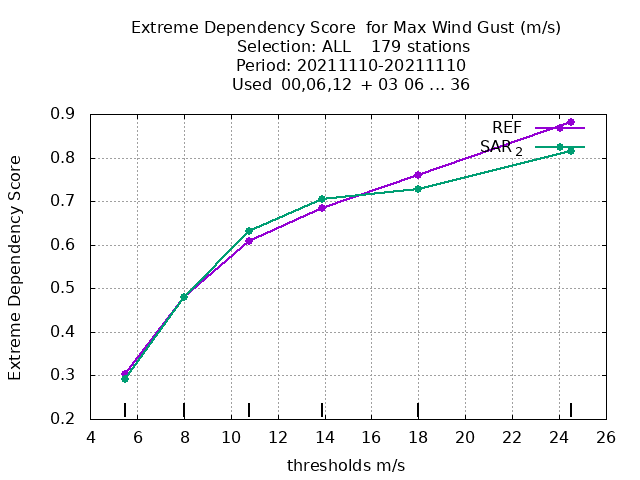 Extreme Dependency Score  for Max Wind Gust (m/s)
Selection: ALL    179 stations
Period: 20211110-20211110
Used  00,06,12  + 03 06 ... 36
REF
SAR 2
Extreme Dependency Score
0.9
0.8
0.7
0.6
0.5
0.4
0.3
0.2
4 6 8 10 12 14 16 18 20 22 24 26
thresholds m/s